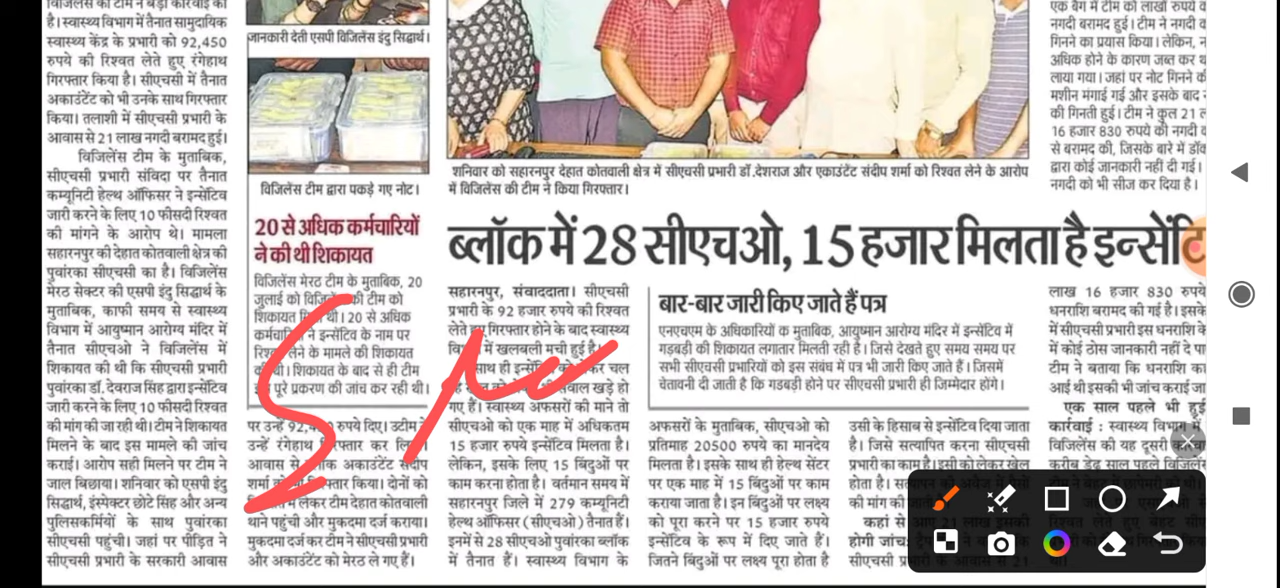 विजिलेंस की टीम ने बड़ी कार्रवाई की
है। स्वास्थ्य विभाग में तैनात सामुदायिक
स्वास्थ्य केंद्र के प्रभारी को 92,450
रुपये की रिश्वत लेते हुए रंगेहाथ
गिरफ्तार किया है। सीएचसी में तैनात
अकाउंटेंट को भी उनके साथ गिरफ्तार
किया। तलाशी में सीएचसी प्रभारी के
आवास से 21 लाख नगदी बरामद हुई।
विजिलेंस टीम के मुताबिक,
सीएचसी प्रभारी संविदा पर तैनात
कम्यूनिटी हेल्थ ऑफिसर ने इन्सेंटिव
जारी करने के लिए 10 फीसदी रिश्वत
की मांगने के आरोप थे। मामला
सहारनपुर की देहात कोतवाली क्षेत्र की
पुवांरका सीएचसी का है। विजिलेंस
मेरठ सेक्टर की एसपी इंदु सिद्धार्थ के
मुताबिक, काफी समय से स्वास्थ्य
विभाग में आयुष्मान आरोग्य मंदिर में
तैनात सीएचओ ने विजिलेंस में
शिकायत की थी कि सीएचसी प्रभारी
पुवांरका डॉ. देवराज सिंह द्वारा इन्सेंटिव
जारी करने के लिए 10 फीसदी रिश्वत
की मांग की जा रही थी। टीम ने शिकायत
मिलने के बाद इस मामले की जांच
कराई। आरोप सही मिलने पर टीम ने
जाल बिछाया। शनिवार को एसपी इंदु
सिद्धार्थ, इंस्पेक्टर छोटे सिंह और अन्य
पुलिसकर्मियों के साथ पुवांरका
सीएचसी पहुंची। जहां पर पीड़ित ने
सीएचसी प्रभारी के सरकारी आवास
जानकारी देती एसपी विजिलेंस इंदु सिद्धार्थ।
विजिलेंस टीम द्वारा पकड़े गए नोट।
20 से अधिक कर्मचारियों
ने की थी शिकायत
विजिलेंस मेरठ टीम के मुताबिक, 20
जुलाई को की टीम को
शिकायत थी। 20 से अधिक
ने इन्सेंटिव के नाम पर
लेने के मामले की शिकायत
थी। शिकायत के बाद से ही टीम
पूरे प्रकरण की जांच कर रही थी।
पर उन्हें रुपये दिए।
उन्हें रंगेहाथ कर
आवास से अकाउंटेंट संदीप
शर्मा किया। दोनों को
में लेकर टीम देहात कोतवाली
थाने पहुंची और मुकदमा दर्ज कराया।
मुकदमा दर्ज कर टीम ने सीएचसी प्रभारी
और अकाउंटेंट को मेरठ ले गए हैं।
शनिवार को सहारनपुर देहात कोतवाली क्षेत्र में सीएचसी प्रभारी डॉ.देशराज और एकाउंटेंट संदीप शर्मा को रिश्वत लेने के आरोप
में विजिलेंस की टीम ने किया गिरफ्तार।
ब्लॉक में 28 सीएचओ, 15 हजार मिलता है इन्सेंटि
सहारनपुर, संवाददाता। सीएचसी
प्रभारी के 92 हजार रुपये की रिश्वत
लेते हुए गिरफ्तार होने के बाद स्वास्थ्य
में खलबली मची हुई है।
साथ ही चल
सवाल खड़े हो
गए हैं। स्वास्थ्य अफसरों की माने तो
सीएचओ को एक माह में अधिकतम
15 हजार रुपये इन्सेंटिव मिलता है।
लेकिन, इसके लिए 15 बिंदुओं पर
काम करना होता है। वर्तमान समय में
सहारनपुर जिले में 279 कम्यूनिटी
हेल्थ ऑफीसर (सीएचओ) तैनात हैं।
इनमें से 28 सीएचओ पुवांरका ब्लॉक
में तैनात हैं। स्वास्थ्य विभाग के
बार-बार जारी किए जाते हैं पत्र
एनएचएम के अधिकारियों क मुताबिक, आयुष्मान आरोग्य मंदिर में इन्सेंटिव में
गड़बड़ी की शिकायत लगातार मिलती रही है। जिसे देखते हुए समय समय पर
सभी सीएचसी प्रभारियों को इस संबंध में पत्र भी जारी किए जाते हैं। जिसमें
चेतावनी दी जाती है कि गडबड़ी होने पर सीएचसी प्रभारी ही जिम्मेदार होंगे।
अफसरों के मुताबिक, सीएचओ को
प्रतिमाह 20500 रुपये का मानदेय
मिलता है। इसके साथ ही हेल्थ सेंटर
पर एक माह में 15 बिंदुओं पर काम
कराया जाता है। इन बिंदुओं पर लक्ष्य
को पूरा करने पर 15 हजार रुपये
इन्सेंटिव के रूप में दिए जाते हैं।
जितने बिंदुओं पर लक्ष्य पूरा होता है
उसी के हिसाब से इन्सेंटिव दिया जाता
है। जिसे सत्यापित करना सीएचसी
प्रभारी का काम है। इसी को लेकर खेल
होता है।
की मांग की
कहां से आए 21 लाख इसकी
होगी जांच:
सीएचसी प्रभारी के आवास से 21
एक बैग में टीम को लाखों रुपये
नगदी बरामद हुई। टीम ने नगदी
गिनने का प्रयास किया। लेकिन,
अधिक होने के कारण जब्त कर
लाया गया। जहां पर नोट गिनने की
मशीन मंगाई गई और इसके बाद
की गिनती हुई। टीम ने कुल 21
16 हजार 830 रुपये की नगदी
से बरामद की, जिसके बारे में
द्वारा कोई जानकारी नहीं दी गई।
नगदी को भी सीज कर दिया है।
लाख 16 हजार 830 रुपये
धनराशि बरामद की गई है। इसके
में सीएचसी प्रभारी इस धनराशि के
में कोई ठोस जानकारी नहीं दे
टीम ने बताया कि धनराशि
आई थी इसकी भी जांच कराई
एक साल पहले भी हुई
कार्रवाई : स्वास्थ्य विभाग
विजिलेंस की यह दूसरी
करीब डेढ़ साल पहले विजिलेंस